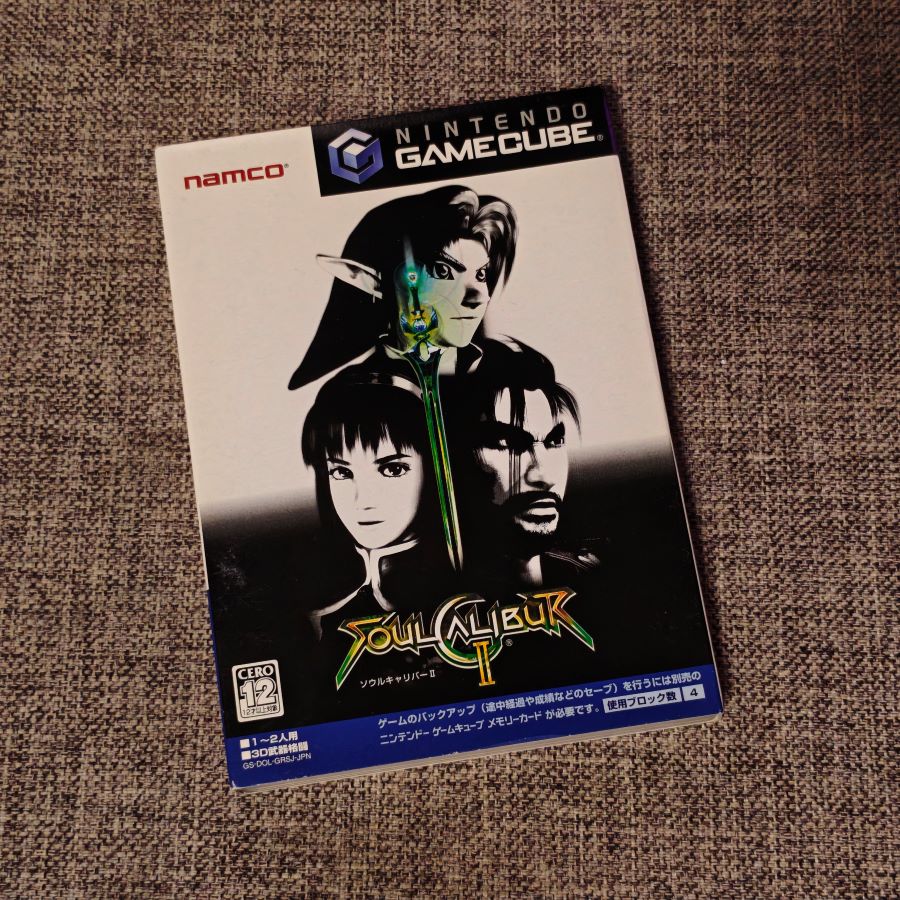 namco®
NINTENDO
GAMECUBE®
SOULCALIBUR
II®
ソウルキャリバーⅡ
CERO
12
12才以上対象
ゲームのバックアップ（途中経過や成績などのセーブ）を行うには別売の
ニンテンドーゲームキューブ メモリーカード が必要です。 使用ブロック数 4
■1～2人用
■3D武器格闘
GS-DOL-GRSJ-JPN